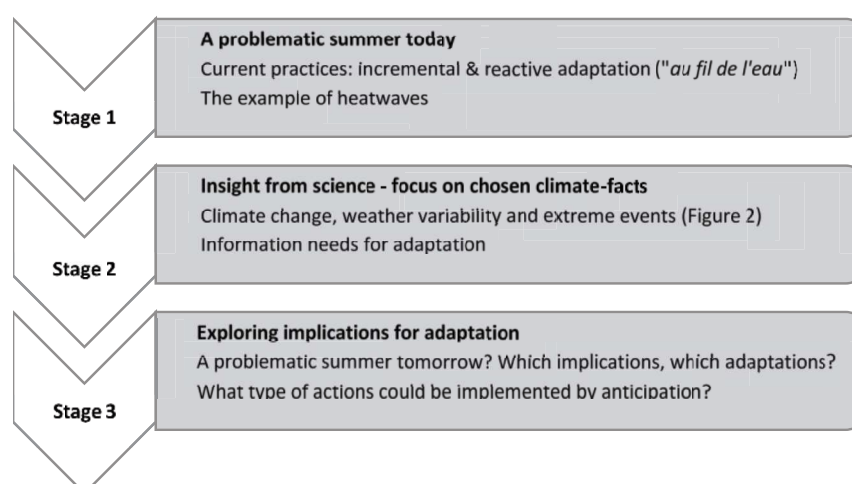 A problematic summer today
Current practices: incremental & reactive adaptation ("au fil de l'eau")
The example of heatwaves
Stage 1
Insight from science - focus on chosen climate-facts
Climate change, weather variability and extreme events (Figure 2)
Information needs for adaptation
Stage 2
Exploring implications for adaptation
A problematic summer tomorrow? Which implications, which adaptations?
What type of actions could be implemented by anticipation?
Stage 3